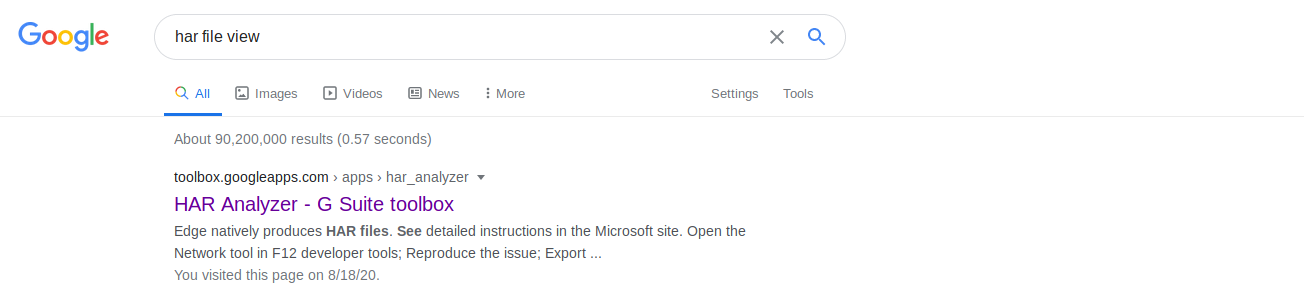 Google
har file view
All Images Videos News More Settings Tools
About 90,200,000 results (0.57 seconds)
toolbox.googleapps.com › apps › har_analyzer
HAR Analyzer - G Suite toolbox
Edge natively produces HAR files. See detailed instructions in the Microsoft site. Open the
Network tool in F12 developer tools; Reproduce the issue; Export ...
You visited this page on 8/18/20.